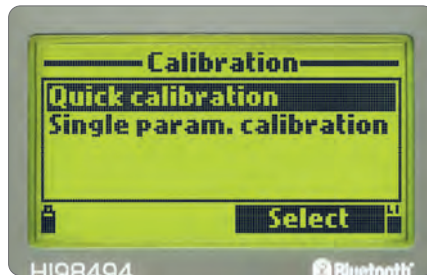 Calibration
Quick calibration
Single param. calibration
Select
HI98494
Bluetooth®